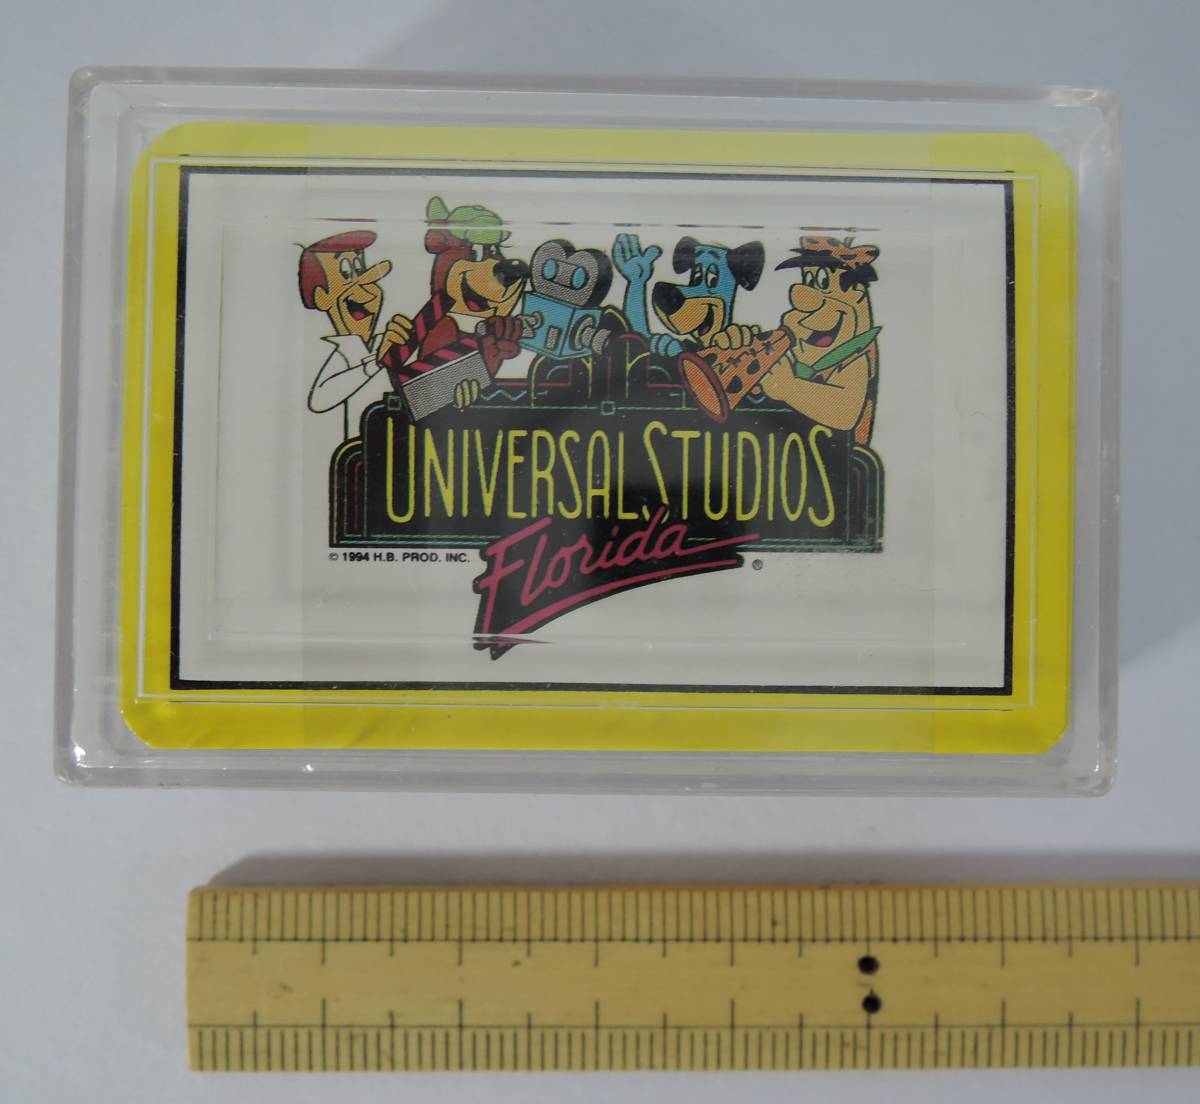 UNIVERSAL STUDIOS
Florida ®
© 1994 H.B. PROD. INC.